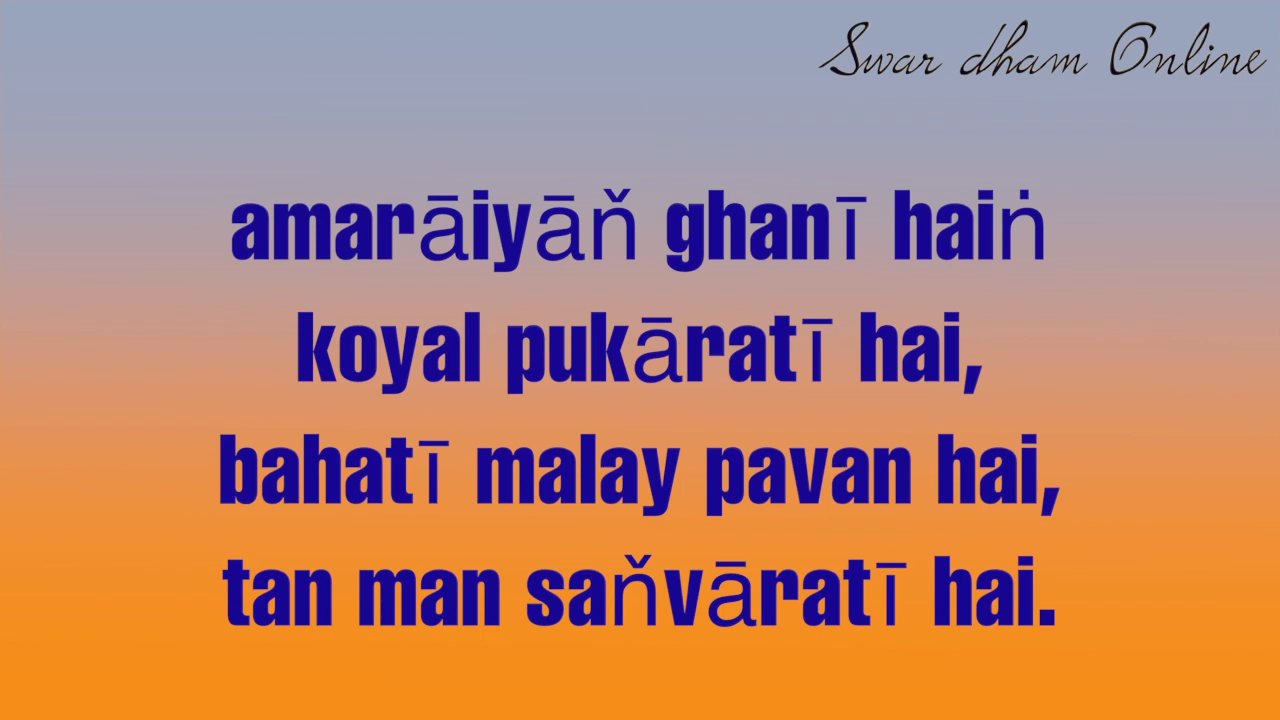 Swar dham Online
amarāiyāň ghanī haiṅ
koyal pukāratī hai,
bahatī malay pavan hai,
tan man saňvāratī hai.